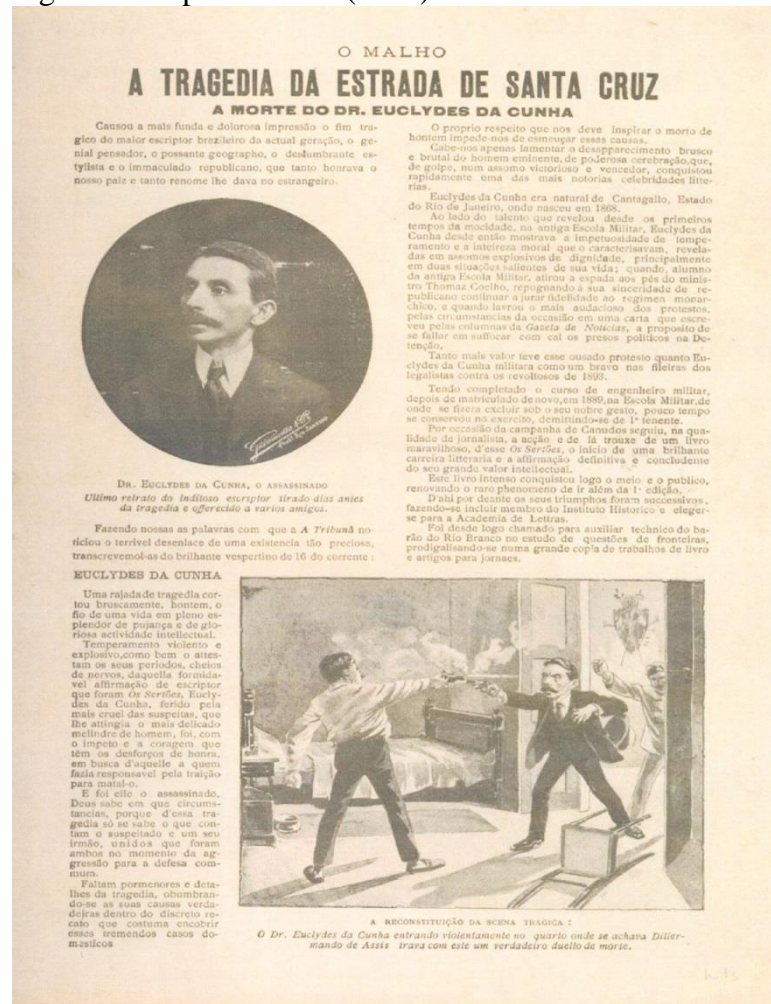 O MALHO
A TRAGEDIA DA ESTRADA DE SANTA CRUZ
A MORTE DO DR. EUCLYDES DA CUNHA
Causou a mais funda e dolorosa impressão o fim tra-
gico do maior escriptor brazileiro da actual geração, o ge-
nial pensador, o possante geographo, o deslumbrante es-
tylista e o immaculado republicano, que tanto honrava o
nosso paiz e tanto renome lhe dava no estrangeiro.
DR. EUCLYDES DA CUNHA, O ASSASSINADO
Ultimo retrato do inditoso escriptor tirado dias antes
da tragedia e offerecido a varios amigos.
Fazendo nossas as palavras com que a A Tribuna no-
ticiou o terrivel desenlace de uma existencia tão preciosa,
transcrevemol-as do brilhante vespertino de 16 do corrente:
EUCLYDES DA CUNHA
Uma rajada de tragedia cor-
tou bruscamente, hontem, o
fio de uma vida em pleno es-
plendor de pujança e de glo-
riosa actividade intellectual.
Temperamento violento e
explosivo,como bem o attes-
tam os seus periodos, cheios
de nervos, daquella formida-
vel affirmação de escriptor
que foram Os Sertões, Eucly-
des da Cunha, ferido pela
mais cruel das suspeitas, que
lhe attingia o mais delicado
melindre de homem, foi, com
o impeto e a coragem que
têm os desforços de honra,
em busca d'aquelle a quem
fazia responsavel pela traição
para matal-o.
E foi elle o assassinado,
Deus sabe em que circums-
tancias, porque d'essa tra-
gedia só se sabe o que con-
tam o suspeitado e um seu
irmão, unidos que foram
ambos no momento da ag-
gressão para a defesa com-
mum.
Faltam pormenores e deta-
lhes da tragedia, obumbran-
do-se as suas causas verda-
deiras dentro do discreto re-
cato que costuma encobrir
esses tremendos casos do-
mesticos
O proprio respeito que nos deve inspirar o morto de
hontem impede-nos de esmeuçar essas causas.
Cabe-nos apenas lamentar o desapparecimento brusco
e brutal do homem eminente, de poderosa cerebração,que,
de golpe, num assomo victorioso e vencedor, conquistou
rapidamente uma das mais notorias celebridades litte-
rias.
Euclydes da Cunha era natural de Cantagallo, Estado
do Rio de Janeiro, onde nasceu em 1868.
Ao lado do talento que revelou desde os primeiros
tempos da mocidade, na antiga Escola Militar, Euclydes da
Cunha desde então mostrava a impetuosidade de tempe-
ramento e a inteireza moral que o caracterisavam, revela-
das em assomos explosivos de dignidade, principalmente
em duas situações salientes de sua vida; quando, alumno
da antiga Escola Militar, atirou a espada aos pés do minis-
tro Thomaz Coelho, repugnando á sua sinceridade de re-
publicano continuar a jurar fidelidade ao regimen monar-
chico, e quando lavrou o mais audacioso dos protestos,
pelas circumstancias da occasião em uma carta que escre-
veu pelas columnas da Gazeta de Noticias, a proposito de
se fallar em suffocar com cal os presos politicos na De-
tenção.
Tanto mais valor teve esse ousado protesto quanto Eu-
clydes da Cunha militara como um bravo nas fileiras dos
legalistas contra os revoltosos de 1893.
Tendo completado o curso de engenheiro militar,
depois de matriculado de novo,em 1889,na Escola Militar,de
onde se fizera excluir sob o seu nobre gesto, pouco tempo
se conservou no exercito, demittindo-se de 1º tenente.
Por occasião da campanha de Canudos seguiu, na qua-
lidade de jornalista, a acção e de lá trouxe de um livro
maravilhoso, d'esse Os Sertões, o inicio de uma brilhante
carreira litteraria e a affirmação definitiva e concludente
do seu grande valor intellectual.
Este livro intenso conquistou logo o meio e o publico,
renovando o raro phenomeno de ir além da 1ª edição.
D'ahi por deante os seus triumphos foram successivos,
fazendo-se incluir membro do Instituto Historico e eleger-
se para a Academia de Lettras.
Foi desde logo chamado para auxiliar technico do ba-
rão do Rio Branco no estudo de questões de fronteiras,
prodigalisando-se numa grande copia de trabalhos de livro
e artigos para jornaes.
A RECONSTITUIÇÃO DA SCENA TRAGICA:
O Dr. Euclydes da Cunha entrando violentamente no quarto onde se achava Diler-
mando de Assis trava com este um verdadeiro duello de morte.